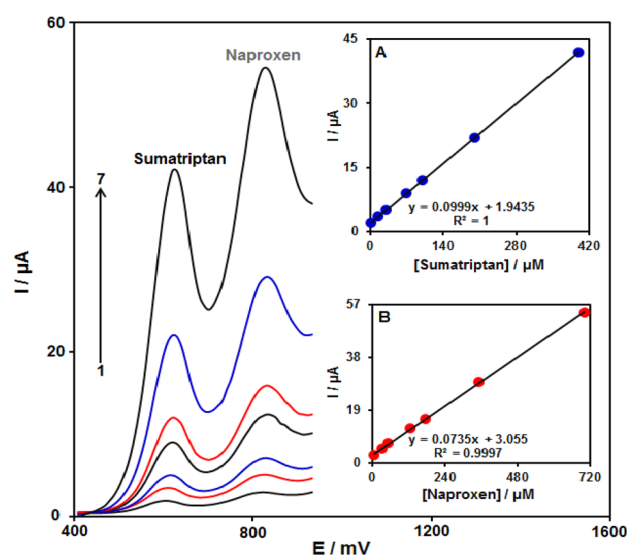 60
40
20
0
I / µA
400
800
1200
1600
E / mV
7
1
Sumatriptan
Naproxen
A
45
30
15
0
I / µA
0
140
280
420
[Sumatriptan] / µM
y = 0.0999x + 1.9435
R² = 1
B
57
38
19
0
I / µA
0
240
480
720
[Naproxen] / µM
y = 0.0735x + 3.055
R² = 0.9997